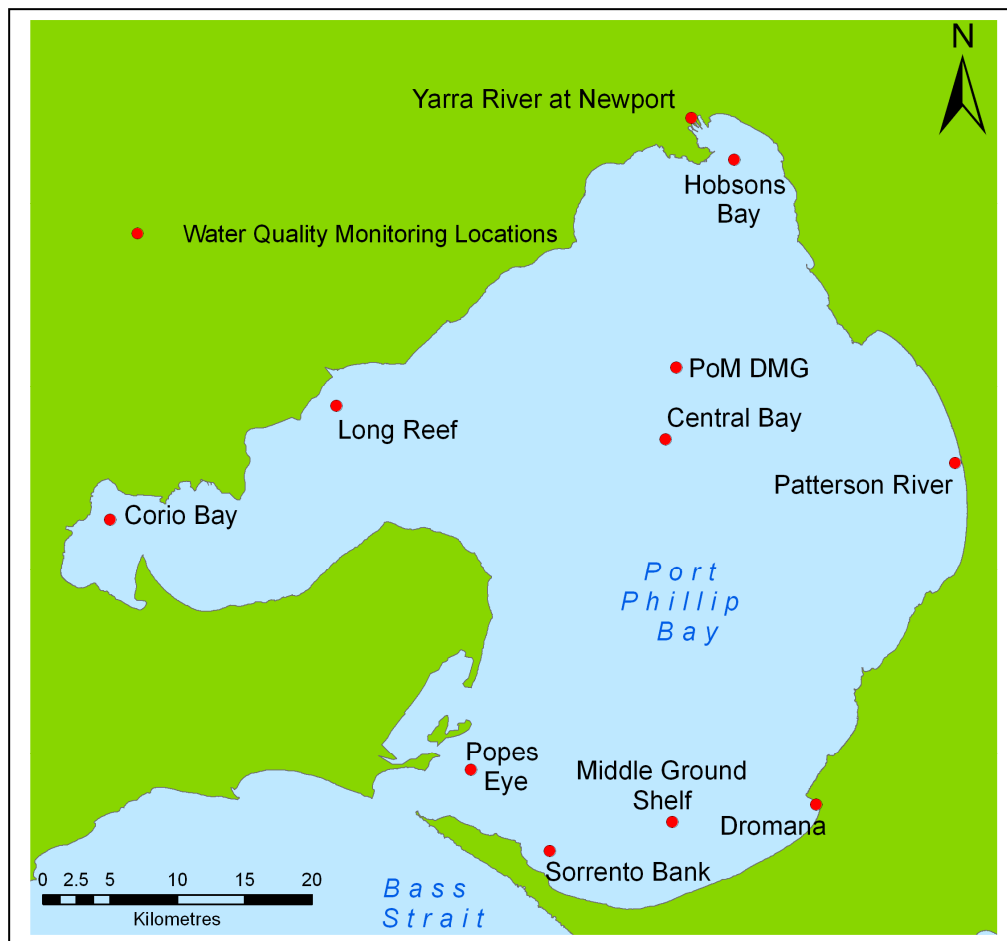 N
Yarra River at Newport
Hobsons
Bay
Water Quality Monitoring Locations
PoM DMG
Central Bay
Long Reef
Patterson River
Corio Bay
Port
Phillip
Bay
Popes
Eye
Middle Ground
Shelf
Dromana
Sorrento Bank
0 2.5 5 10 15 20
Kilometres
Bass
Strait